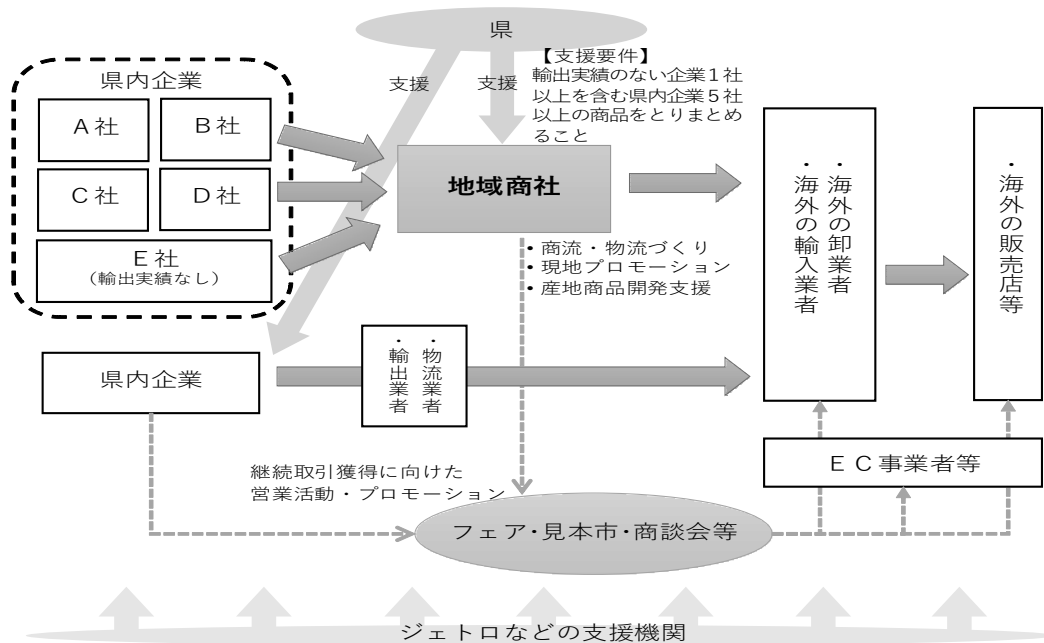 県
支援
支援
【支援要件】
輸出実績のない企業１社
以上を含む県内企業５社
以上の商品をとりまとめ
ること
県内企業
Ａ社
Ｂ社
Ｃ社
Ｄ社
Ｅ社
(輸出実績なし)
地域商社
・商流・物流づくり
・現地プロモーション
・産地商品開発支援
・海外の卸業者
・海外の輸入業者
・海外の販売店等
県内企業
・物流業者
・輸出業者
ＥＣ事業者等
継続取引獲得に向けた
営業活動・プロモーション
フェア・見本市・商談会等
ジェトロなどの支援機関